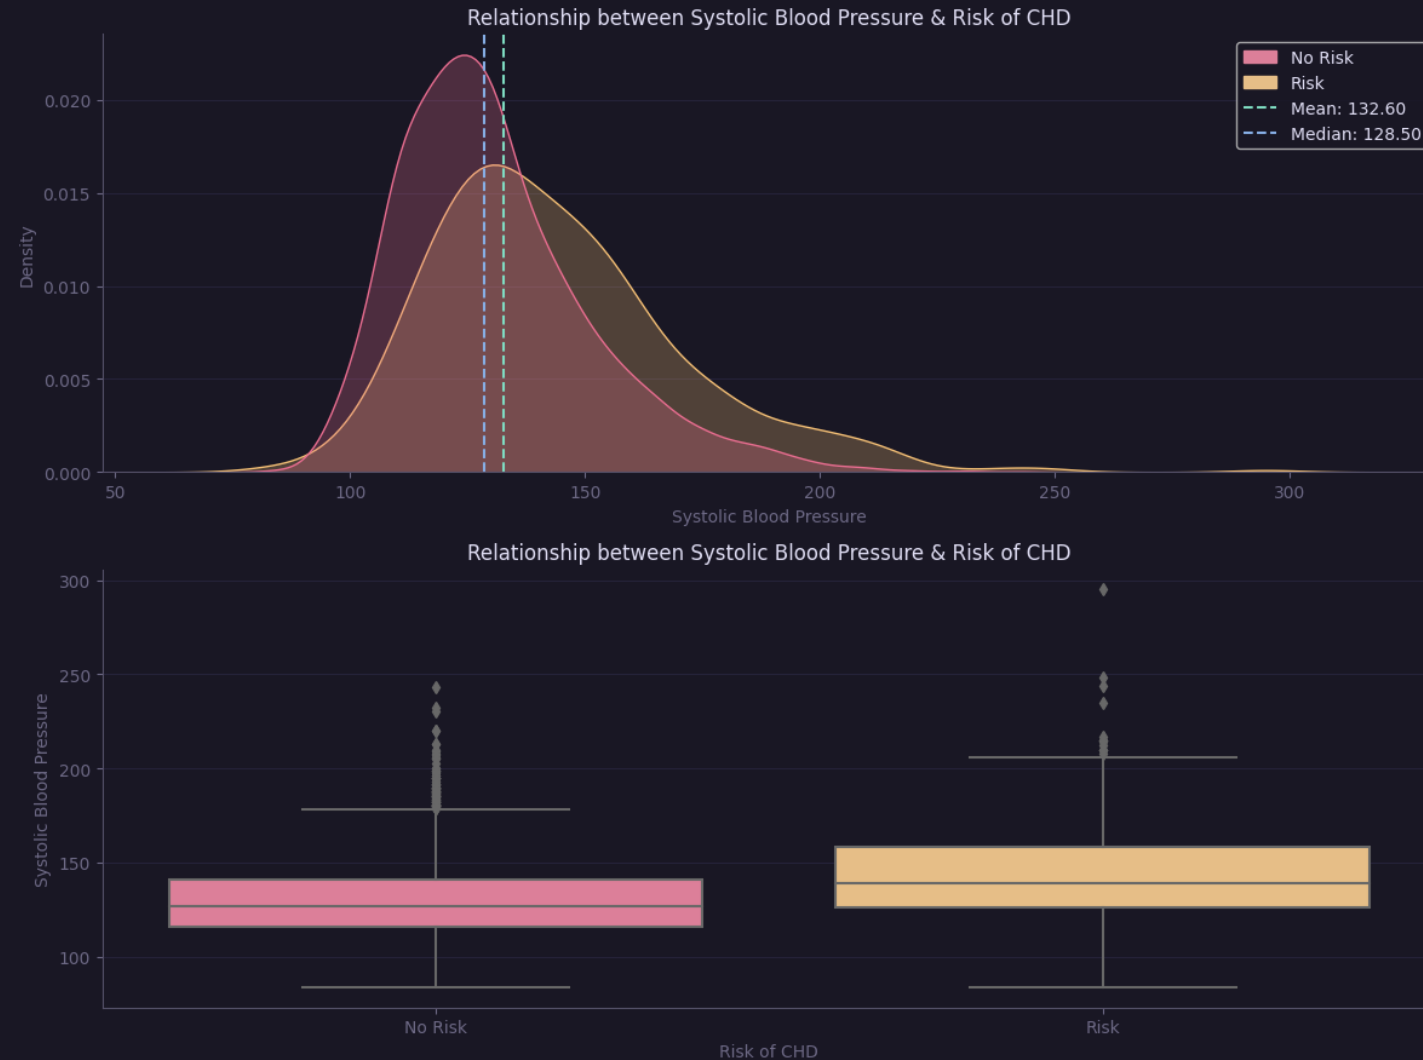 Relationship between Systolic Blood Pressure & Risk of CHD
No Risk
Risk
Mean: 132.60
Median: 128.50
0.020
0.015
0.010
0.005
0.000
Density
50 100 150 200 250 300
Systolic Blood Pressure
Relationship between Systolic Blood Pressure & Risk of CHD
300
250
200
150
100
Systolic Blood Pressure
No Risk Risk
Risk of CHD